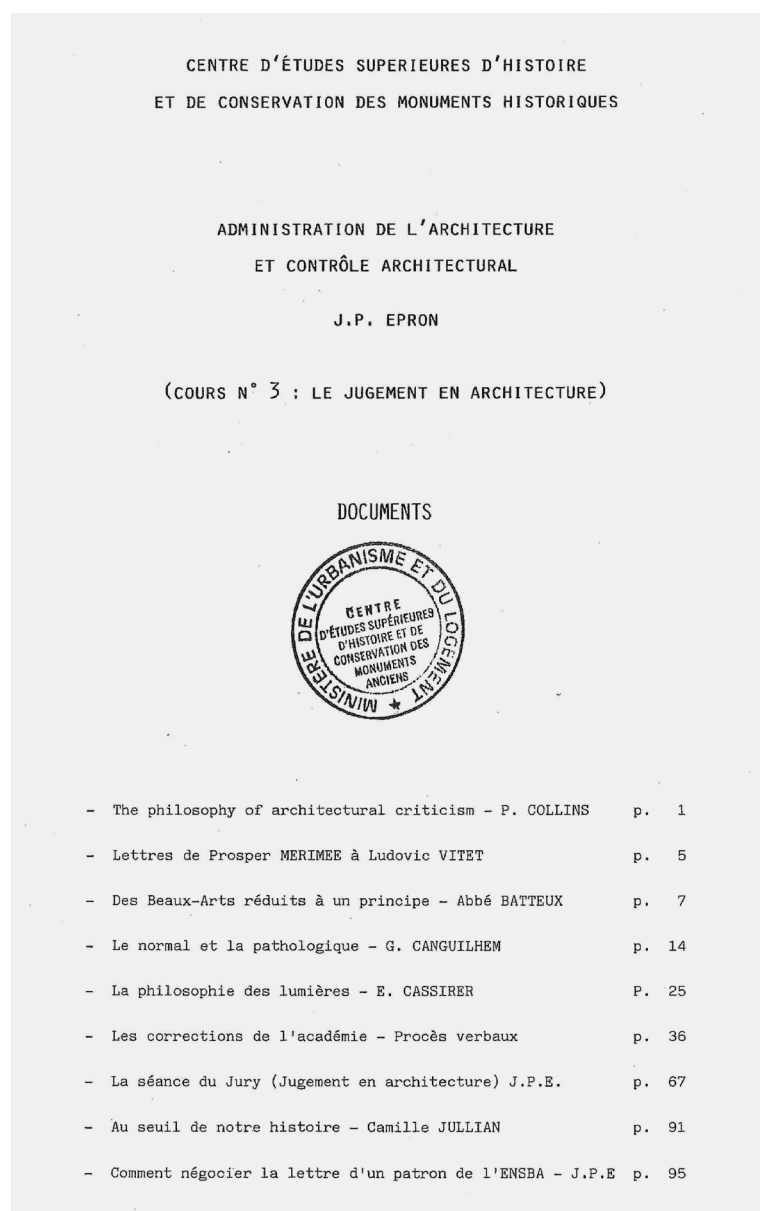 CENTRE D'ÉTUDES SUPERIEURES D'HISTOIRE
ET DE CONSERVATION DES MONUMENTS HISTORIQUES
ADMINISTRATION DE L'ARCHITECTURE
ET CONTRÔLE ARCHITECTURAL
J.P. EPRON
(COURS N° 3 : LE JUGEMENT EN ARCHITECTURE)
DOCUMENTS
MINISTERE DE L'URBANISME ET DU LOGEMENT
CENTRE
D'ÉTUDES SUPÉRIEURES
D'HISTOIRE ET DE
CONSERVATION DES
MONUMENTS
ANCIENS
- The philosophy of architectural criticism - P. COLLINS p. 1
- Lettres de Prosper MERIMEE à Ludovic VITET p. 5
- Des Beaux-Arts réduits à un principe - Abbé BATTEUX p. 7
- Le normal et la pathologique - G. CANGUILHEM p. 14
- La philosophie des lumières - E. CASSIRER P. 25
- Les corrections de l'académie - Procès verbaux p. 36
- La séance du Jury (Jugement en architecture) J.P.E. p. 67
- Au seuil de notre histoire - Camille JULLIAN p. 91
- Comment négocier la lettre d'un patron de l'ENSBA - J.P.E p. 95